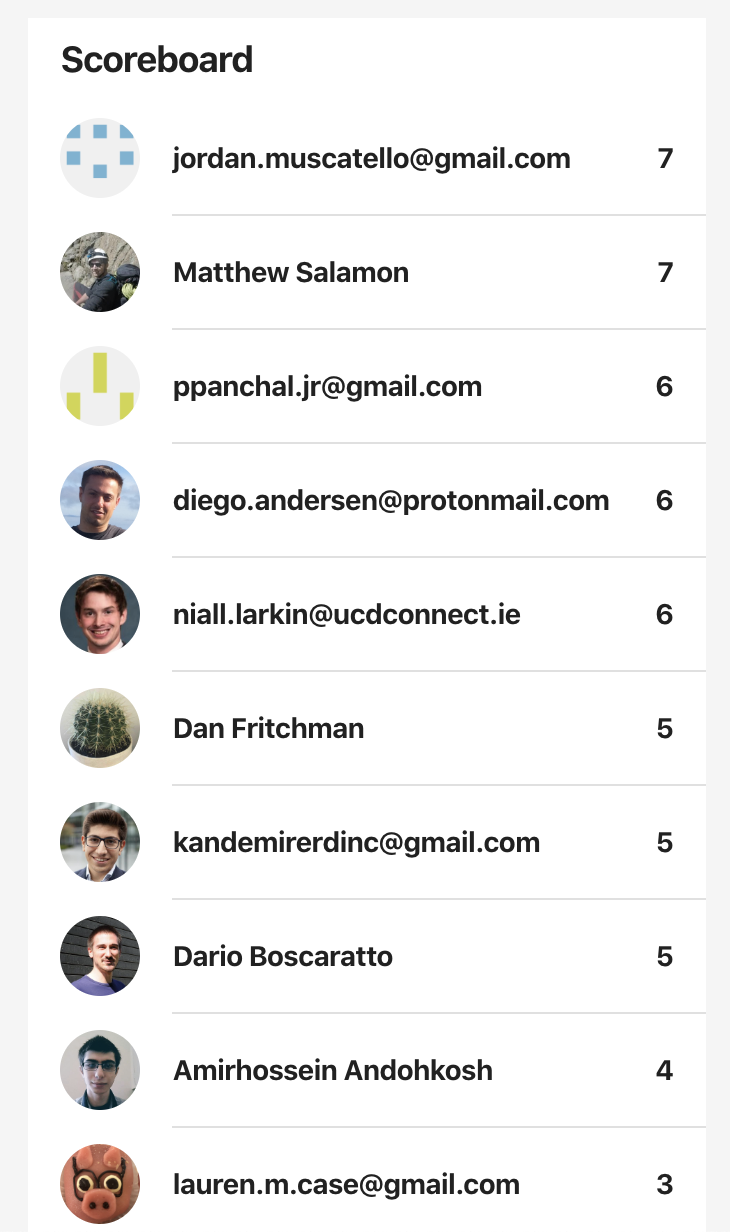 Scoreboard
jordan.muscatello@gmail.com 7
Matthew Salamon 7
ppanchal.jr@gmail.com 6
diego.andersen@protonmail.com 6
niall.larkin@ucdconnect.ie 6
Dan Fritchman 5
kandemirerdinc@gmail.com 5
Dario Boscaratto 5
Amirhossein Andohkosh 4
lauren.m.case@gmail.com 3